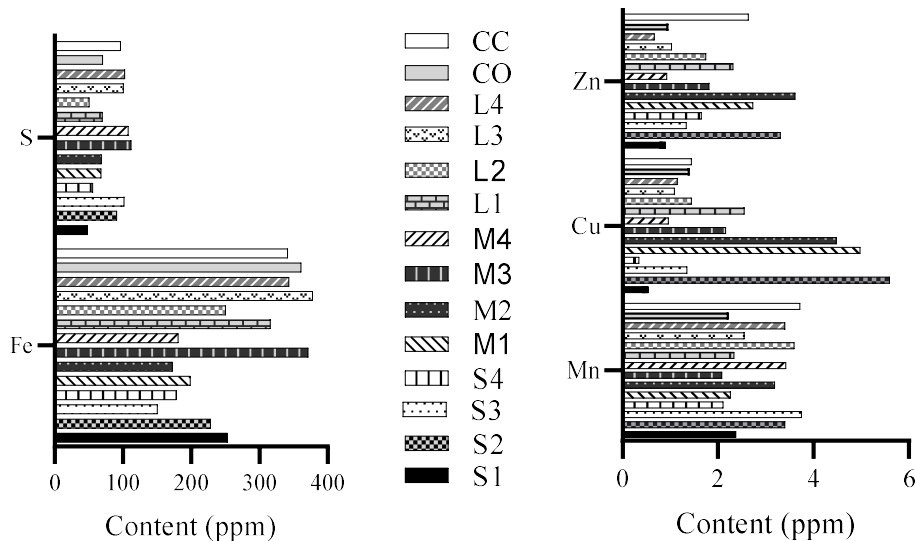 S
Fe
0 100 200 300 400
Content (ppm)
CC
CO
L4
L3
L2
L1
M4
M3
M2
M1
S4
S3
S2
S1
Zn
Cu
Mn
0 2 4 6
Content (ppm)